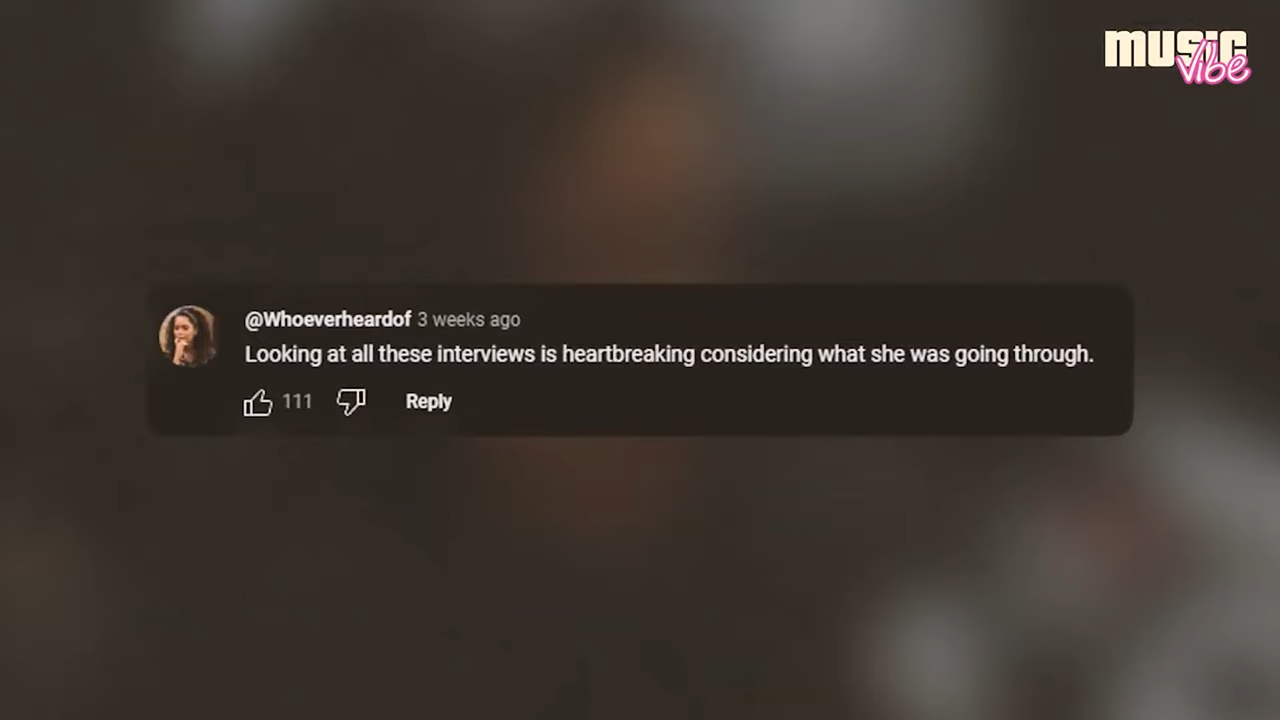 MUSIC
Vibe
@Whoeverheardof 3 weeks ago
Looking at all these interviews is heartbreaking considering what she was going through.
111
Reply